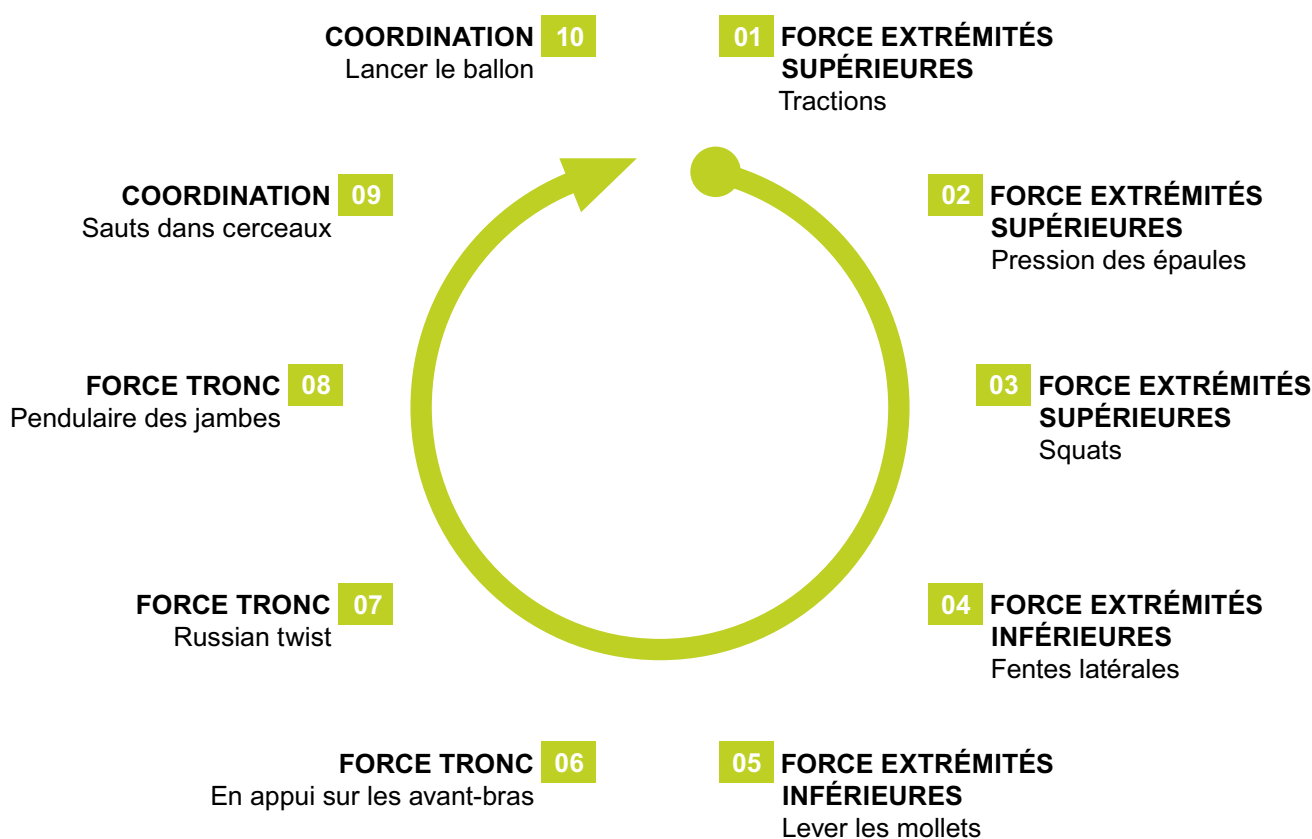 01 FORCE EXTRÉMITÉS
SUPÉRIEURES
Tractions
02 FORCE EXTRÉMITÉS
SUPÉRIEURES
Pression des épaules
03 FORCE EXTRÉMITÉS
SUPÉRIEURES
Squats
04 FORCE EXTRÉMITÉS
INFÉRIEURES
Fentes latérales
05 FORCE EXTRÉMITÉS
INFÉRIEURES
Lever les mollets
FORCE TRONC 06
En appui sur les avant-bras
FORCE TRONC 07
Russian twist
FORCE TRONC 08
Pendulaire des jambes
COORDINATION 09
Sauts dans cerceaux
COORDINATION 10
Lancer le ballon